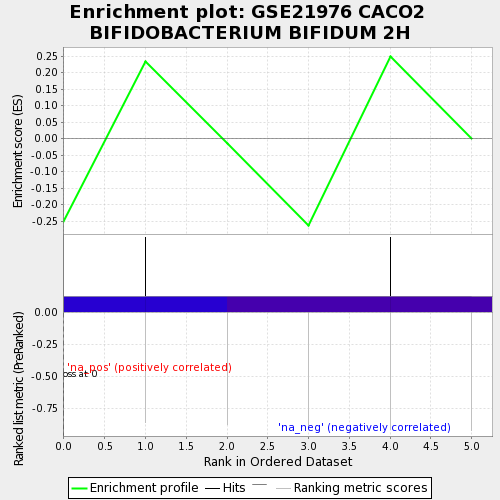 Enrichment plot: GSE21976 CACO2
BIFIDOBACTERIUM BIFIDUM 2H
Enrichment score (ES)
0.25
0.20
0.15
0.10
0.05
0.00
-0.05
-0.10
-0.15
-0.20
-0.25
Ranked list metric (PreRanked)
0.00
-0.25
-0.50
-0.75
'na_pos' (positively correlated)
at 0
'na_neg' (negatively correlated)
0.0 0.5 1.0 1.5 2.0 2.5 3.0 3.5 4.0 4.5 5.0
Rank in Ordered Dataset
Enrichment profile Hits Ranking metric scores